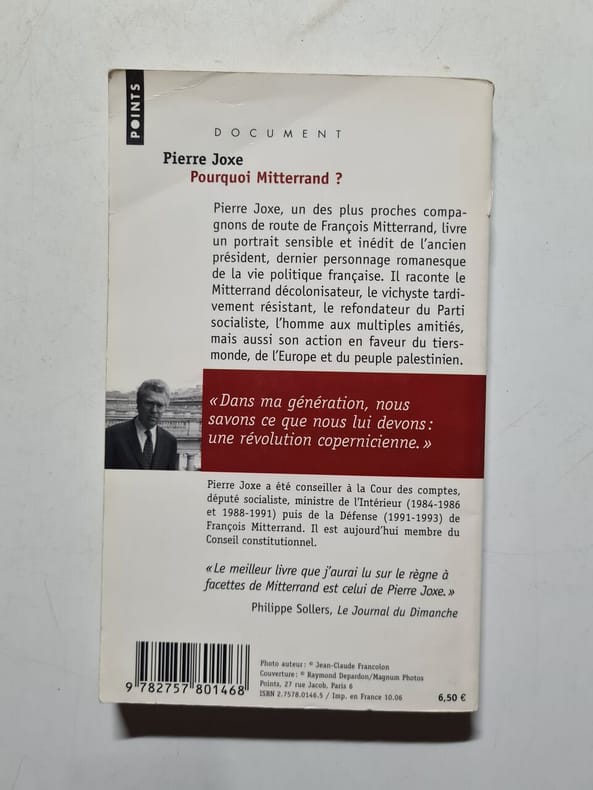 POINTS
DOCUMENT
Pierre Joxe
Pourquoi Mitterrand ?
Pierre Joxe, un des plus proches compa-
gnons de route de François Mitterrand, livre
un portrait sensible et inédit de l'ancien
président, dernier personnage romanesque
de la vie politique française. Il raconte le
Mitterrand décolonisateur, le vichyste tardi-
vement résistant, le refondateur du Parti
socialiste, l'homme aux multiples amitiés,
mais aussi son action en faveur du tiers-
monde, de l'Europe et du peuple palestinien.
« Dans ma génération, nous
savons ce que nous lui devons :
une révolution copernicienne. »
Pierre Joxe a été conseiller à la Cour des comptes,
député socialiste, ministre de l'Intérieur (1984-1986
et 1988-1991) puis de la Défense (1991-1993) de
François Mitterrand. Il est aujourd'hui membre du
Conseil constitutionnel.
« Le meilleur livre que j'aurai lu sur le règne à
facettes de Mitterrand est celui de Pierre Joxe. »
Philippe Sollers, Le Journal du Dimanche
9 782757 801468
Photo auteur : © Jean-Claude Francolon
Couverture : © Raymond Depardon/Magnum Photos
Points, 27 rue Jacob, Paris 6
ISBN 2.7578.0146.5 / Imp. en France 10.06
6,50 €